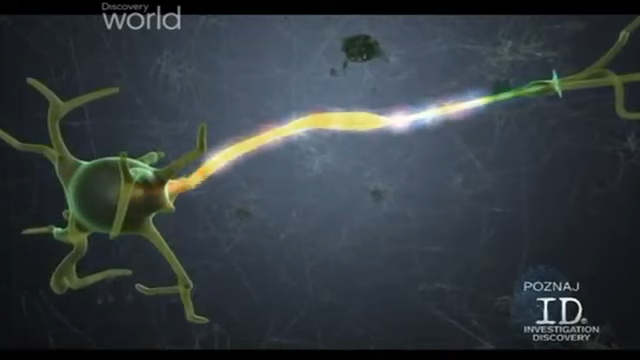 Discovery
world
POZNAJ
ID
INVESTIGATION
DISCOVERY